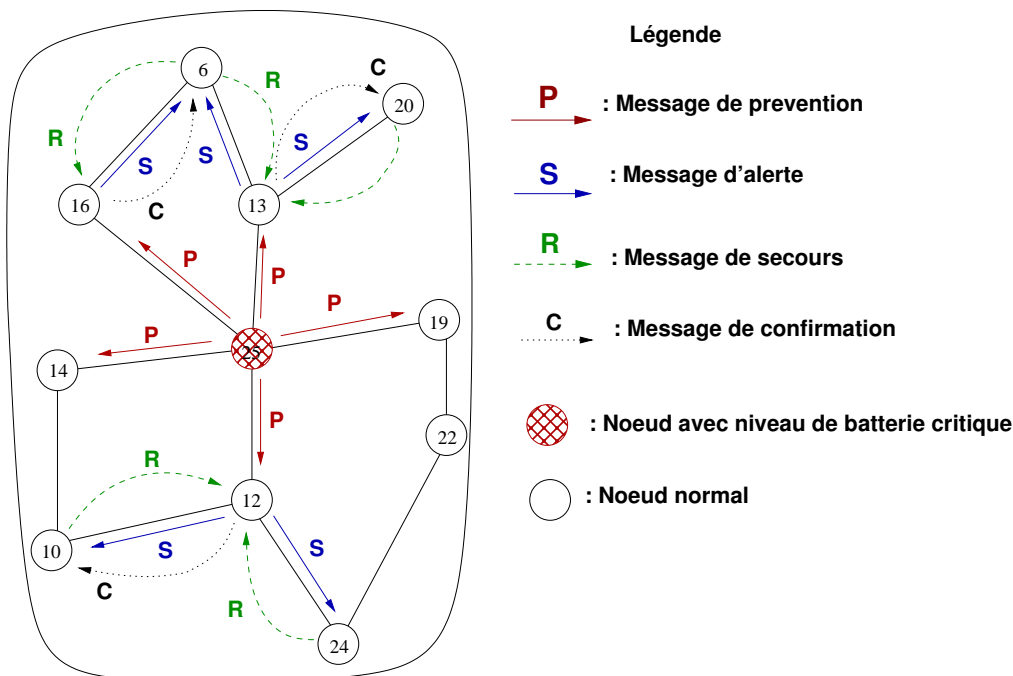 Légende
6
C
R
20
P : Message de prevention
R
S
S
S
S : Message d'alerte
16
C
13
R : Message de secours
P
P
P
19
C : Message de confirmation
P
25
14
P
22
: Noeud avec niveau de batterie critique
R
12
: Noeud normal
10
S
S
C
R
24